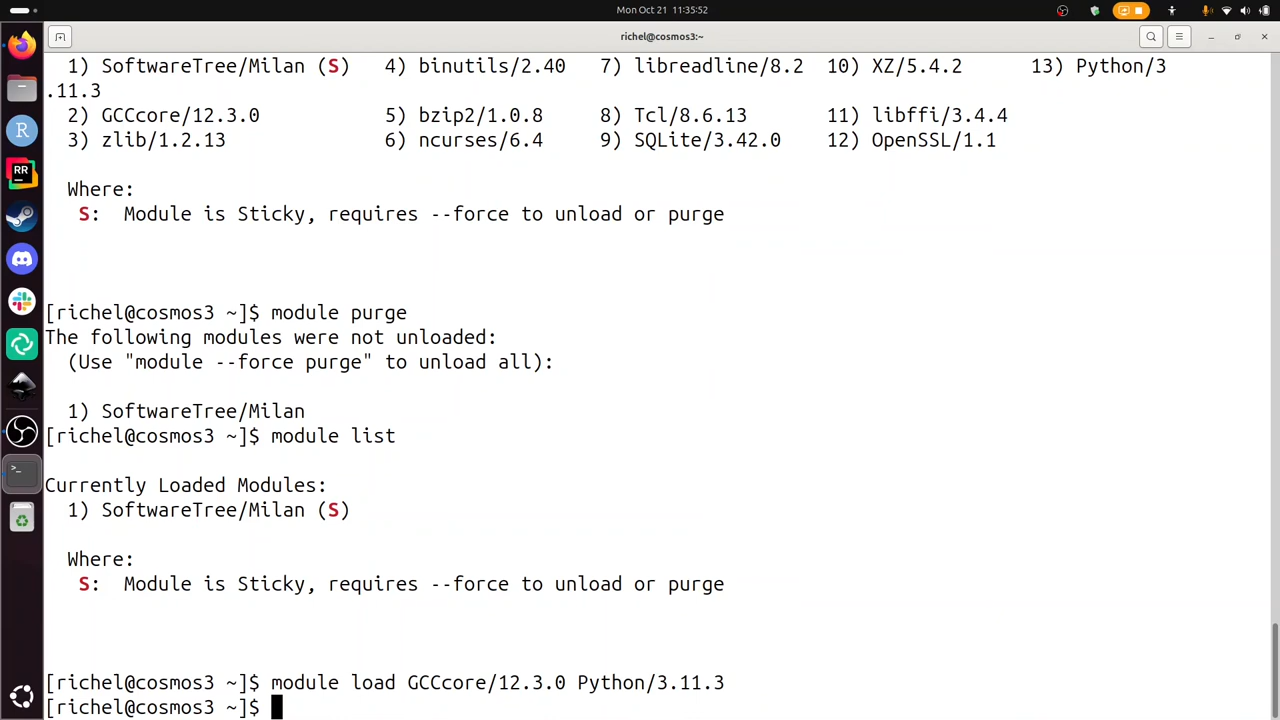 Mon Oct 21 11:35:52
richel@cosmos3:~
1) SoftwareTree/Milan (S) 4) binutils/2.40 7) libreadline/8.2 10) XZ/5.4.2 13) Python/3
.11.3
2) GCCcore/12.3.0 5) bzip2/1.0.8 8) Tcl/8.6.13 11) libffi/3.4.4
3) zlib/1.2.13 6) ncurses/6.4 9) SQLite/3.42.0 12) OpenSSL/1.1
Where:
S: Module is Sticky, requires --force to unload or purge
[richel@cosmos3 ~]$ module purge
The following modules were not unloaded:
(Use "module --force purge" to unload all):
1) SoftwareTree/Milan
[richel@cosmos3 ~]$ module list
Currently Loaded Modules:
1) SoftwareTree/Milan (S)
Where:
S: Module is Sticky, requires --force to unload or purge
[richel@cosmos3 ~]$ module load GCCcore/12.3.0 Python/3.11.3
[richel@cosmos3 ~]$
R
RR
>_